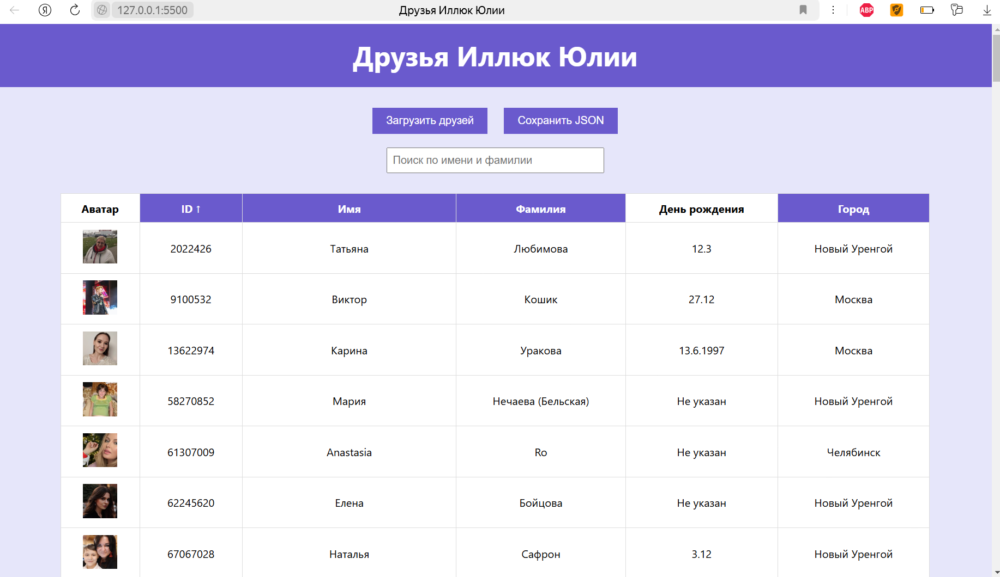 Я 127.0.0.1:5500 Друзья Иллюк Юлии ABP
Друзья Иллюк Юлии
Загрузить друзей Сохранить JSON
Поиск по имени и фамилии
Аватар ID ↑ Имя Фамилия День рождения Город
2022426 Татьяна Любимова 12.3 Новый Уренгой
9100532 Виктор Кошик 27.12 Москва
13622974 Карина Уракова 13.6.1997 Москва
58270852 Мария Нечаева (Бельская) Не указан Новый Уренгой
61307009 Anastasia Ro Не указан Челябинск
62245620 Елена Бойцова Не указан Новый Уренгой
67067028 Наталья Сафрон 3.12 Новый Уренгой